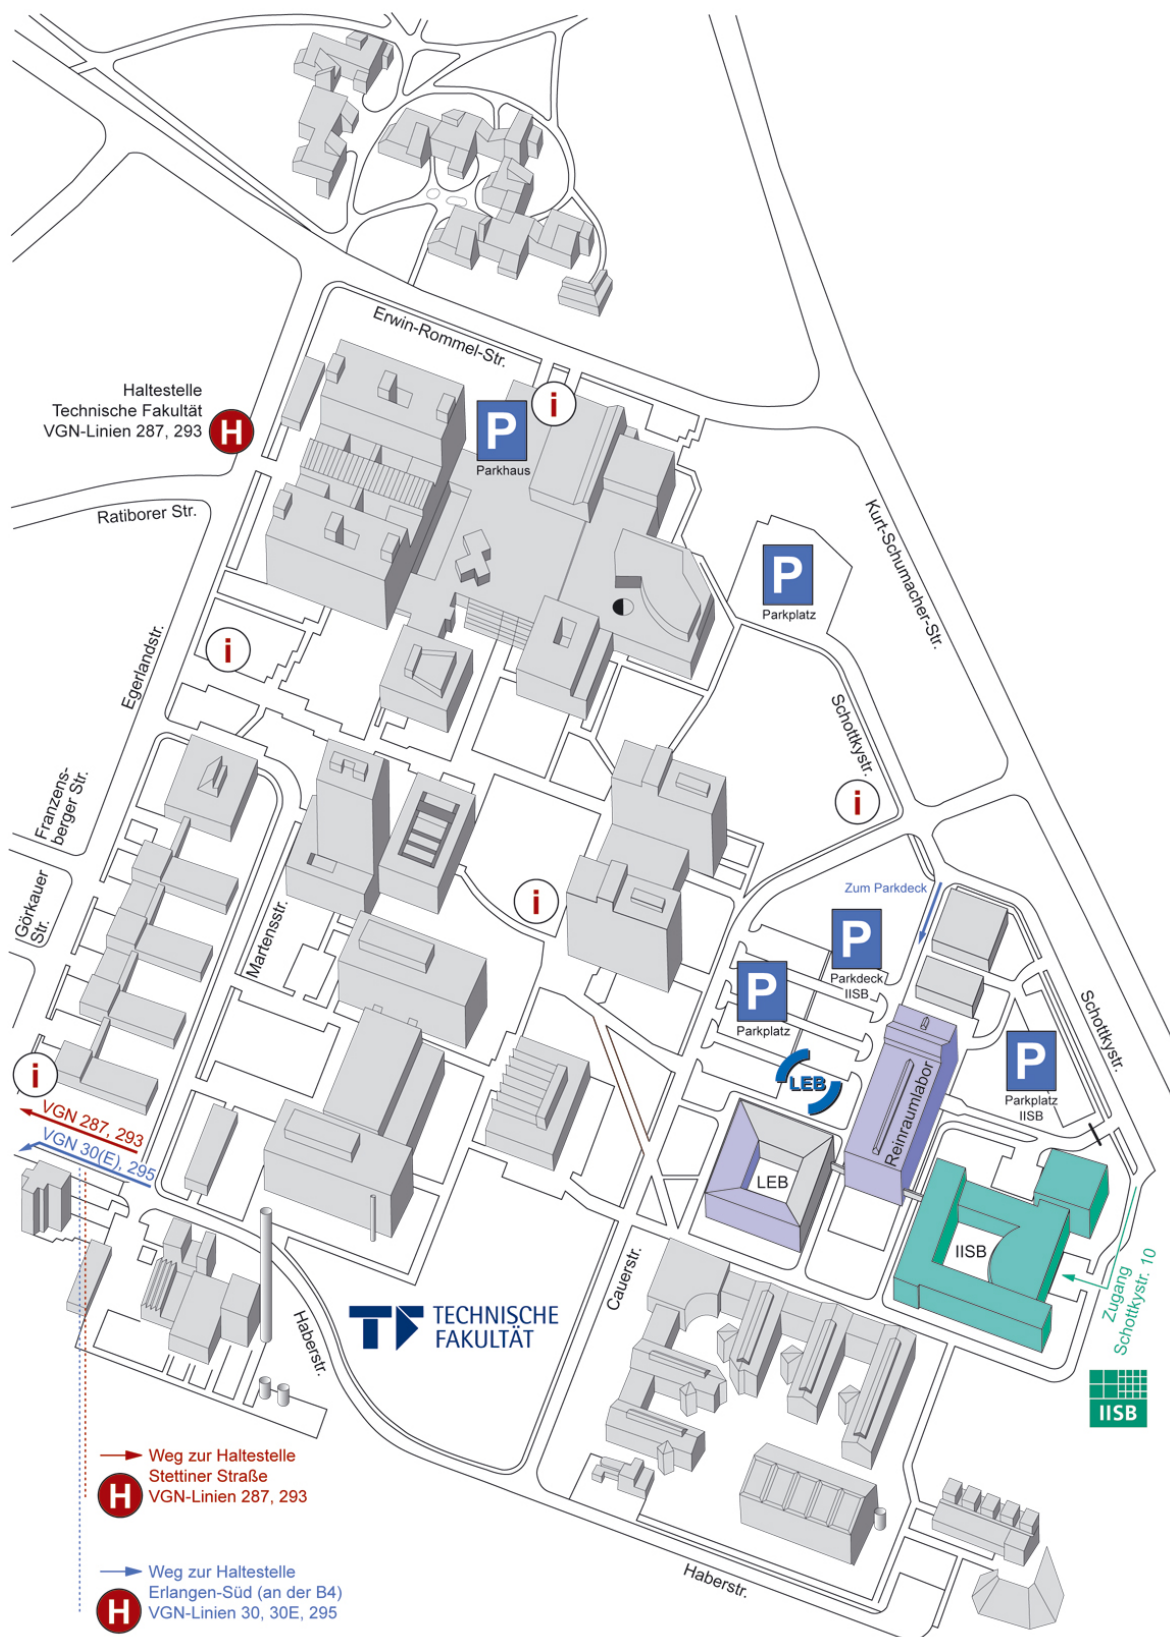 Erwin-Rommel-Str.
Haltestelle
Technische Fakultät
VGN-Linien 287, 293
H
i
P
Parkhaus
Ratiborer Str.
Kurt-Schumacher-Str.
P
Parkplatz
Egerlandstr.
i
Schottkystr.
i
Franzens-
berger Str.
Görkauer
Str.
Martensstr.
i
Zum Parkdeck
P
Parkdeck
IISB
P
Parkplatz
Schottkystr.
P
Parkplatz
IISB
LEB
Reinraumlabor
i
VGN 287, 293
VGN 30(E), 295
LEB
IISB
Zugang
Schottkystr. 10
Cauerstr.
Haberstr.
TECHNISCHE
FAKULTÄT
IISB
Weg zur Haltestelle
Stettiner Straße
VGN-Linien 287, 293
H
Weg zur Haltestelle
Erlangen-Süd (an der B4)
VGN-Linien 30, 30E, 295
H
Haberstr.